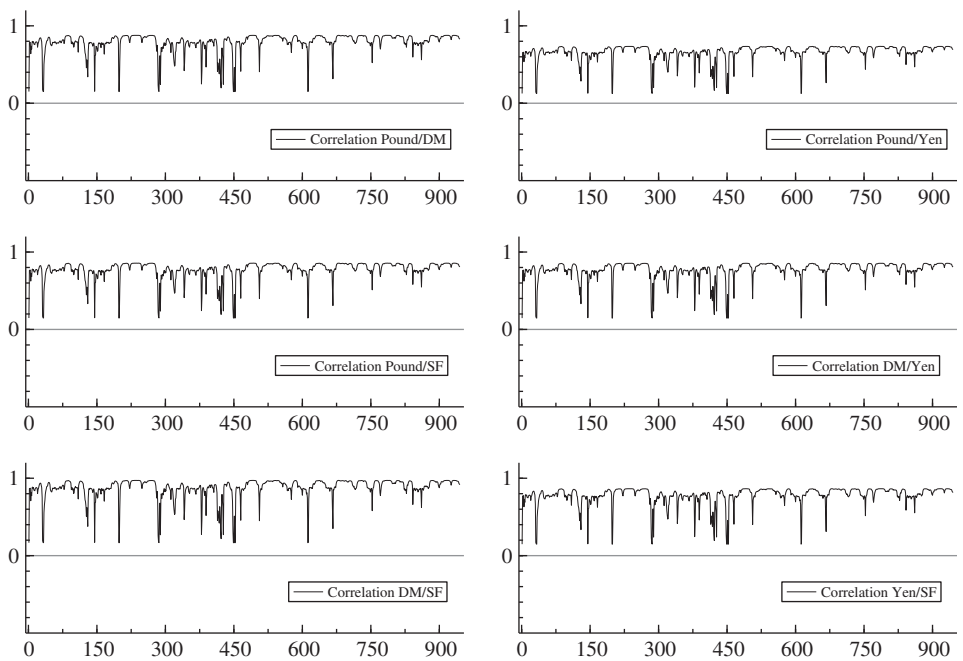 1
0
Correlation Pound/DM
0 150 300 450 600 750 900
1
0
Correlation Pound/Yen
0 150 300 450 600 750 900
1
0
Correlation Pound/SF
0 150 300 450 600 750 900
1
0
Correlation DM/Yen
0 150 300 450 600 750 900
1
0
Correlation DM/SF
0 150 300 450 600 750 900
1
0
Correlation Yen/SF
0 150 300 450 600 750 900